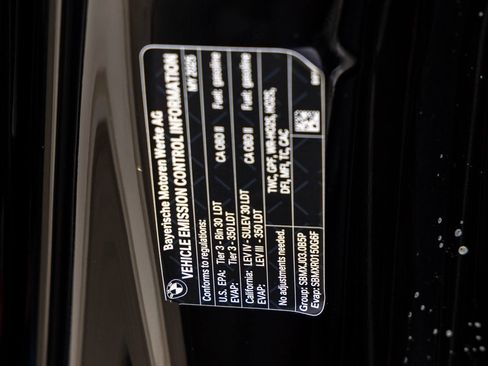 Bayerische Motoren Werke AG
VEHICLE EMISSION CONTROL INFORMATION
Conforms to regulations: MY 2025
U.S. EPA: Tier 3 - Bin 30 LDT CA OBD II Fuel: gasoline
EVAP: Tier 3 - 350 LDT
California: LEV IV - SULEV 30 LDT CA OBD II Fuel: gasoline
EVAP: LEV III - 350 LDT
No adjustments needed. TWC, GPF, WR-HO2S, HO2S,
Group: SBMXJ03.0B5P DFI, MFI, TC, CAC
Evap: SBMXR0150G6F